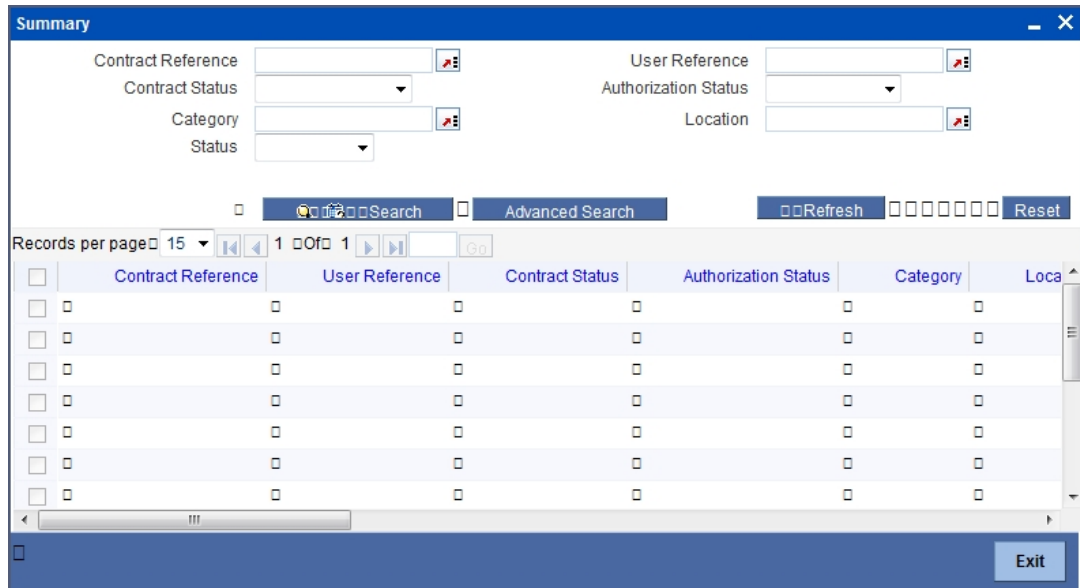 Summary
Contract Reference
User Reference
Contract Status
Authorization Status
Category
Location
Status
Search
Advanced Search
Refresh
Reset
Records per page 15 1 Of 1 Go
Contract Reference User Reference Contract Status Authorization Status Category Loca
Exit